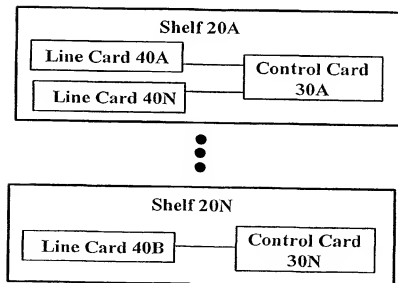 Shelf 20A
Line Card 40A
Control Card
30A
Line Card 40N
Shelf 20N
Line Card 40B
Control Card
30N